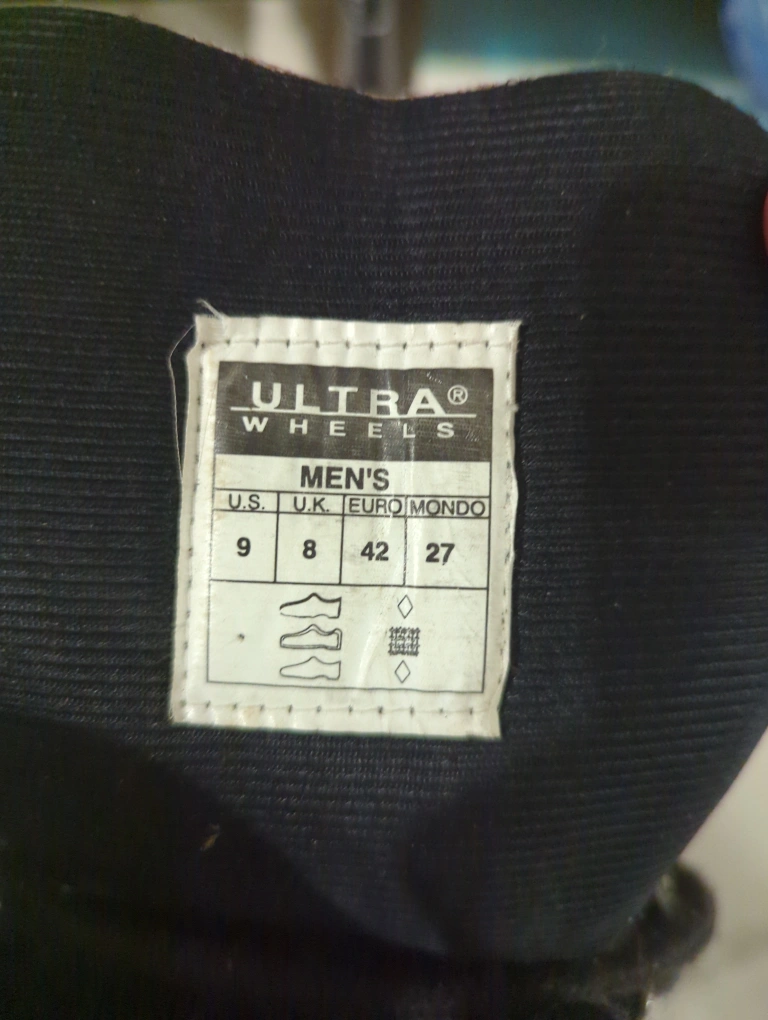 ULTRA®
WHEELS
MEN'S
U.S. U.K. EURO MONDO
9 8 42 27